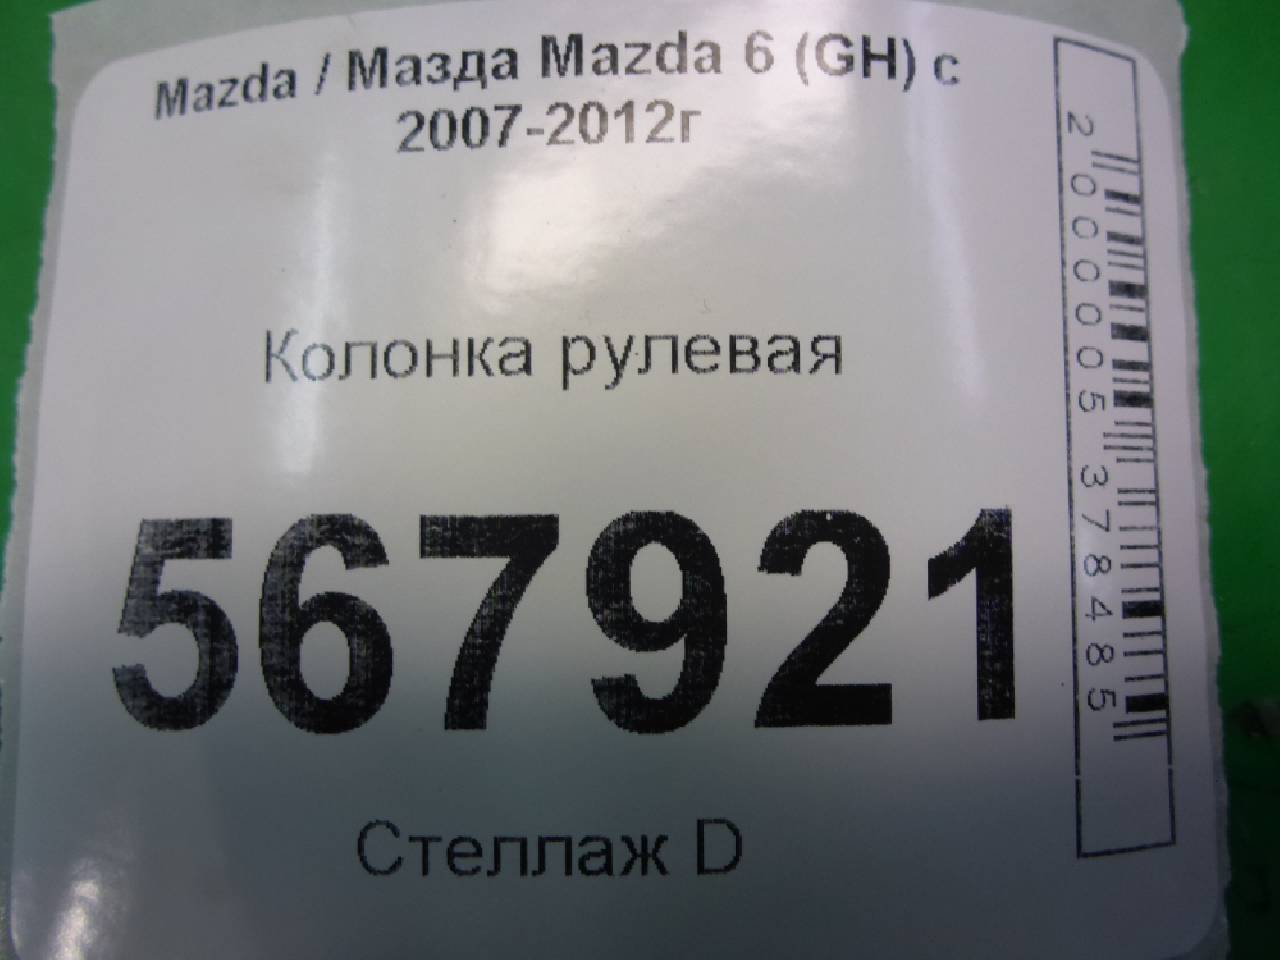 Mazda / Мазда Mazda 6 (GH) с
2007-2012г
Колонка рулевая
567921
Стеллаж D
2000005378485